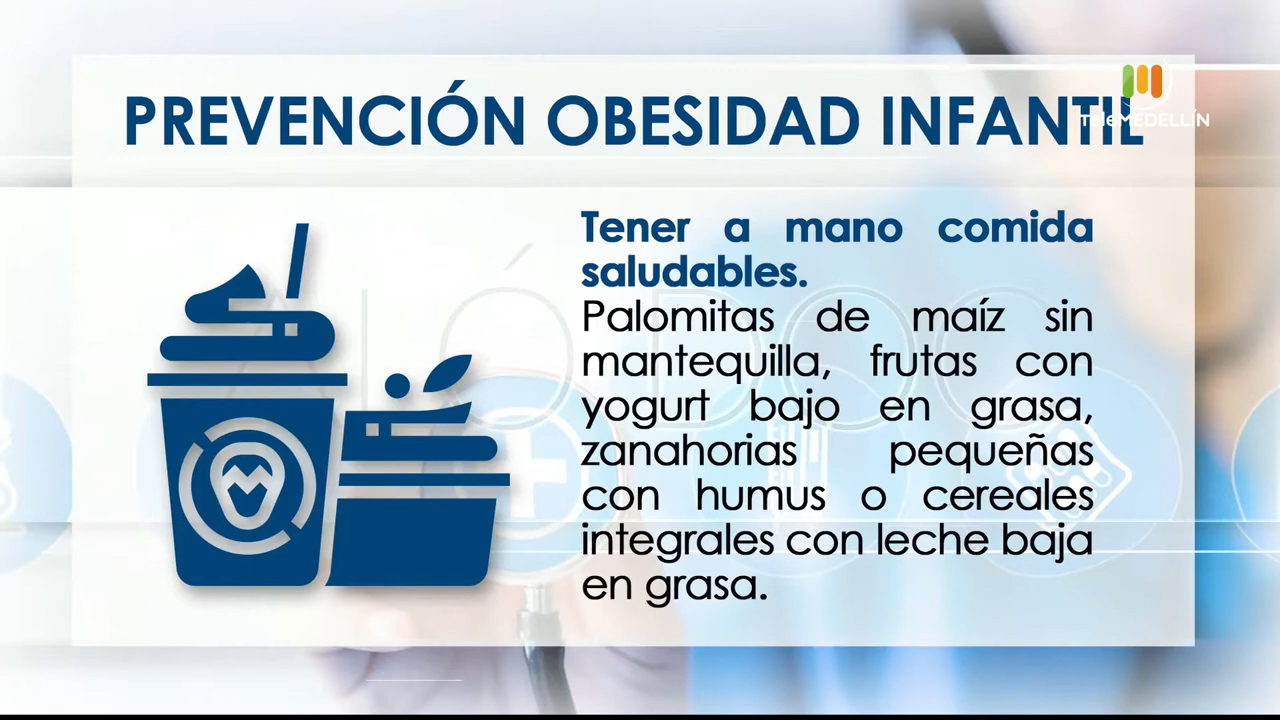 PREVENCIÓN OBESIDAD INFANTIL
TeleMEDELLÍN
Tener a mano comida
saludables.
Palomitas de maíz sin
mantequilla, frutas con
yogurt bajo en grasa,
zanahorias pequeñas
con humus o cereales
integrales con leche baja
en grasa.